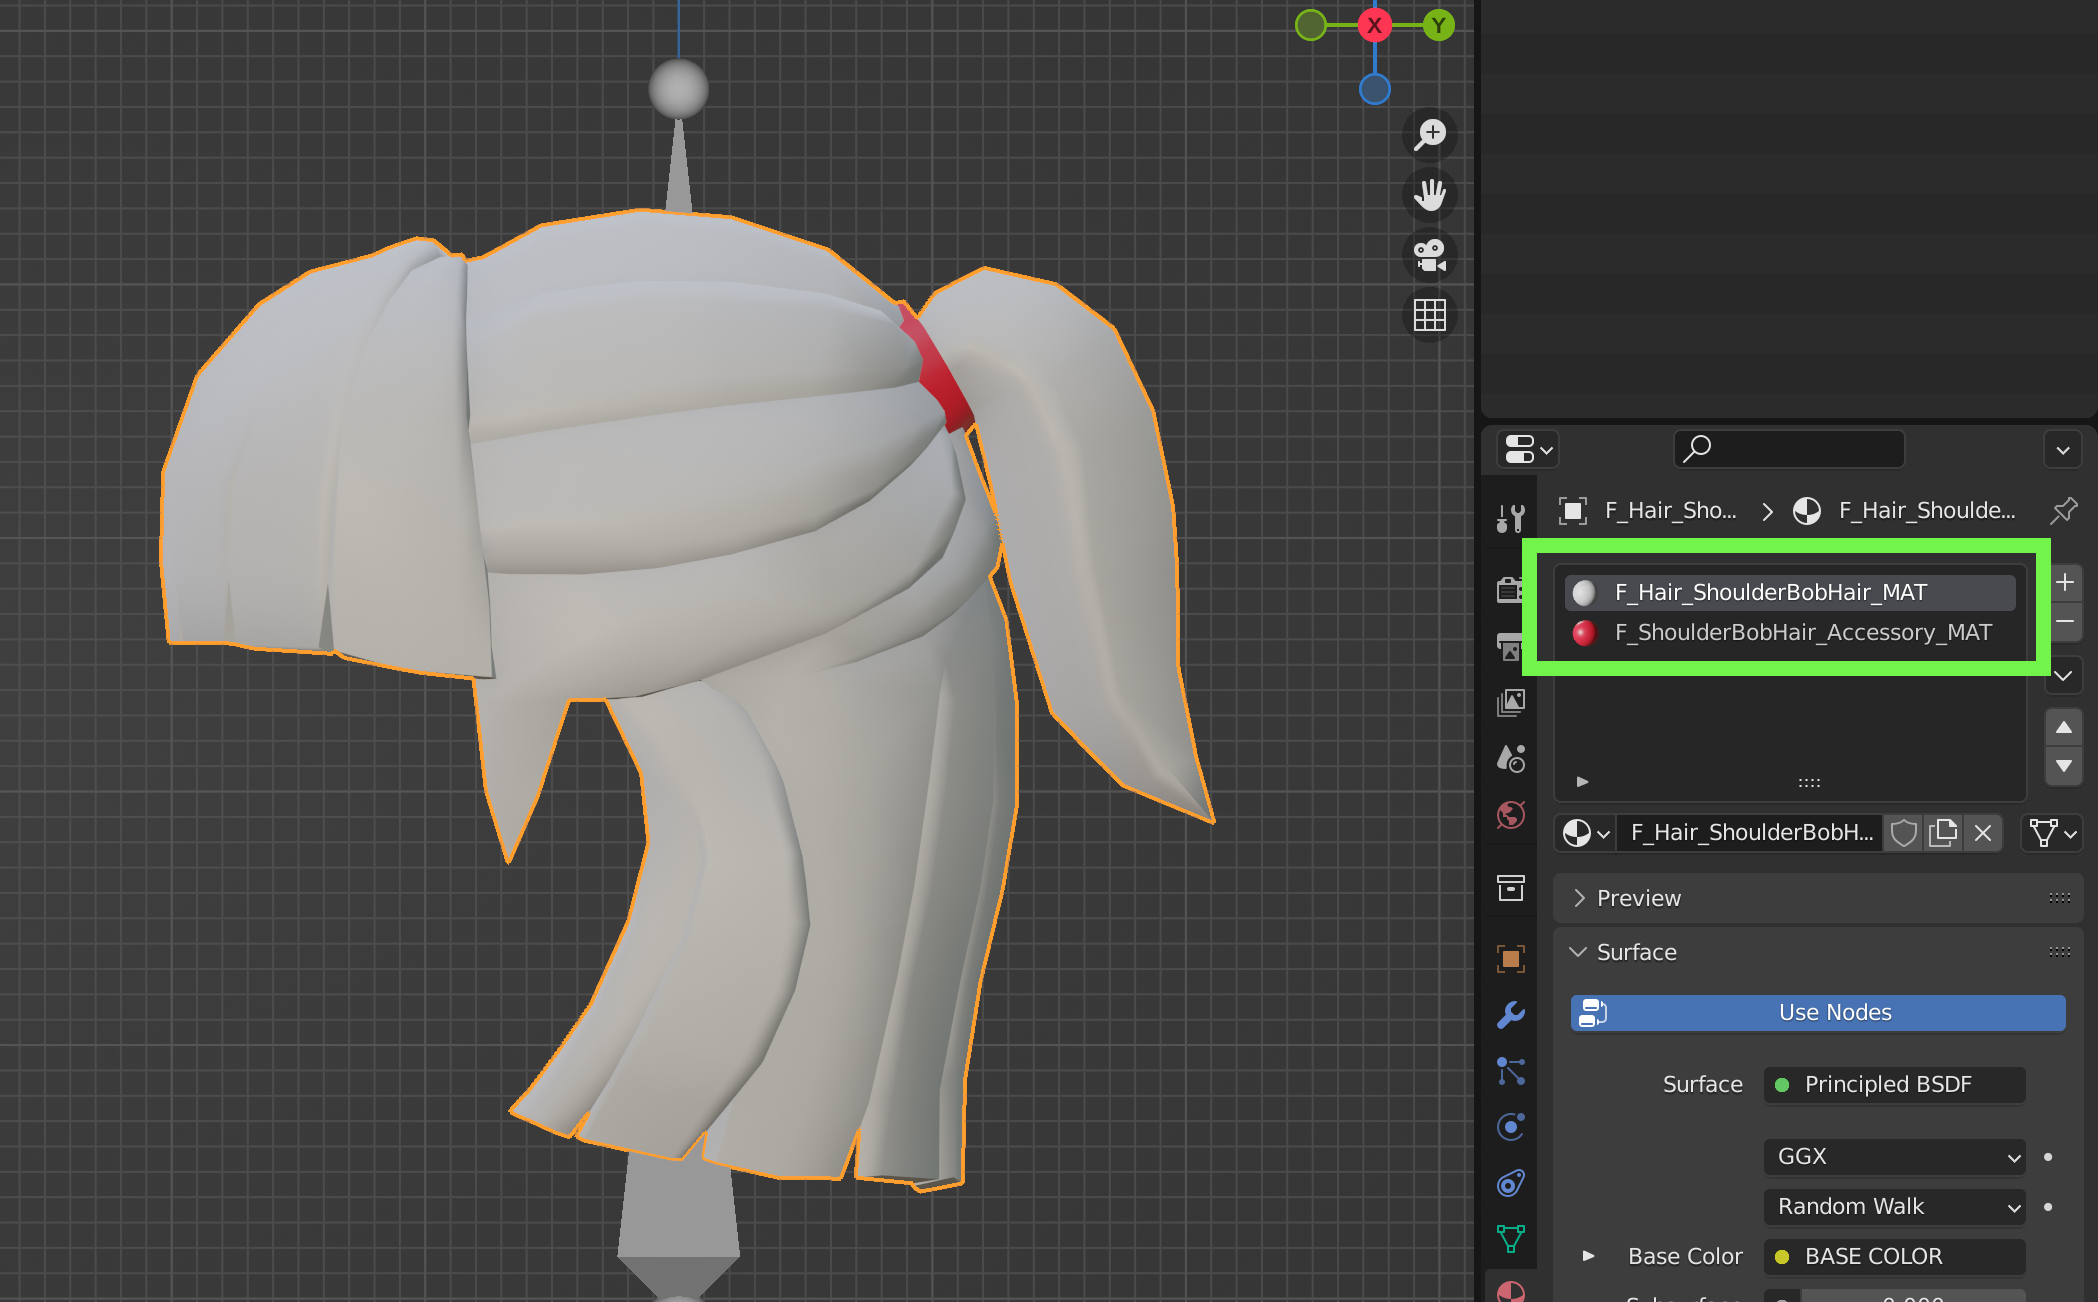 X
Y
F_Hair_Sho...
F_Hair_Shoulde...
F_Hair_ShoulderBobHair_MAT
F_ShoulderBobHair_Accessory_MAT
F_Hair_ShoulderBobH...
Preview
Surface
Use Nodes
Surface
Principled BSDF
GGX
Random Walk
Base Color
BASE COLOR